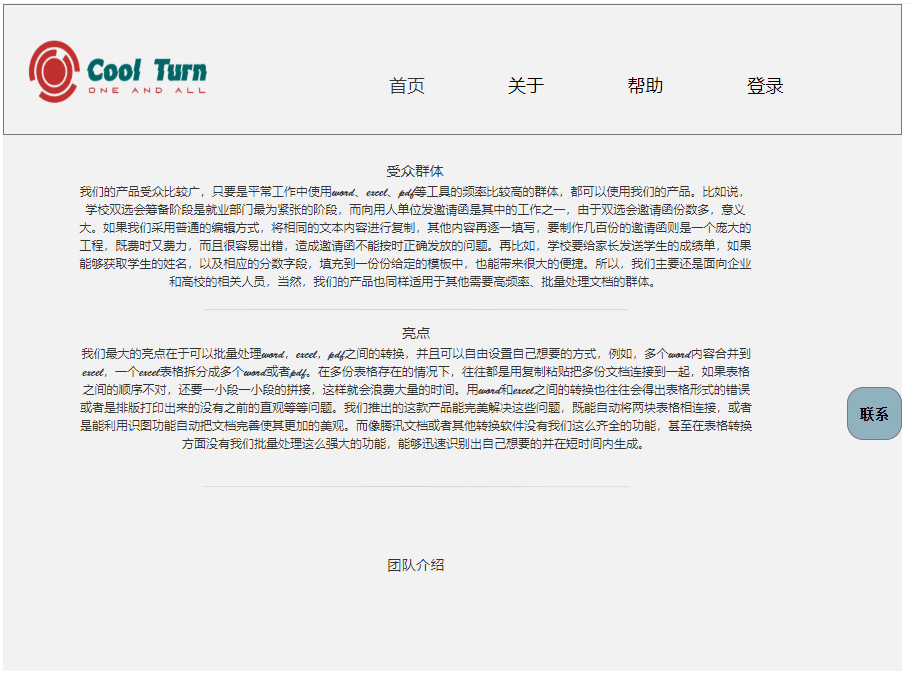 Cool Turn
ONE AND ALL
首页 关于 帮助 登录
受众群体
我们的产品受众比较广，只要是平常工作中使用word、excel、pdf等工具的频率比较高的群体，都可以使用我们的产品。比如说，
学校双选会筹备阶段是就业部门最为紧张的阶段，而向用人单位发邀请函是其中的工作之一，由于双选会邀请函份数多，意义
大。如果我们采用普通的编辑方式，将相同的文本内容进行复制，其他内容再逐一填写，要制作几百份的邀请函则是一个庞大的
工程，既费时又费力，而且很容易出错，造成邀请函不能按时正确发放的问题。再比如，学校要给家长发送学生的成绩单，如果
能够获取学生的姓名，以及相应的分数字段，填充到一份份给定的模板中，也能带来很大的便捷。所以，我们主要还是面向企业
和高校的相关人员，当然，我们的产品也同样适用于其他需要高频率、批量处理文档的群体。
亮点
我们最大的亮点在于可以批量处理word，excel，pdf之间的转换，并且可以自由设置自己想要的方式，例如，多个word内容合并到
excel，一个excel表格拆分成多个word或者pdf。在多份表格存在的情况下，往往都是用复制粘贴把多份文档连接到一起，如果表格
之间的顺序不对，还要一小段一小段的拼接，这样就会浪费大量的时间。用word和excel之间的转换也往往会得出表格形式的错误
或者是排版打印出来的没有之前的直观等等问题。我们推出的这款产品能完美解决这些问题，既能自动将两块表格相连接，或者
是能利用识图功能自动把文档完善使其更加的美观。而像腾讯文档或者其他转换软件没有我们这么齐全的功能，甚至在表格转换
方面没有我们批量处理这么强大的功能，能够迅速识别出自己想要的并在短时间内生成。
联系
团队介绍